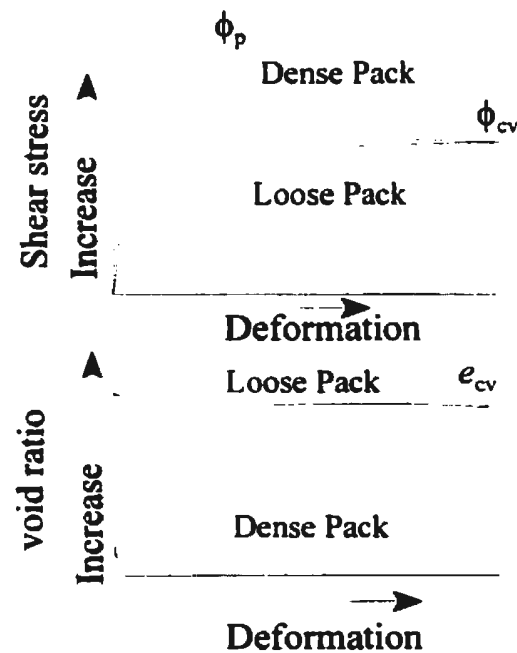 ϕp
Dense Pack
ϕcv
Shear stress
Increase
Loose Pack
Deformation
Loose Pack
ecv
void ratio
Increase
Dense Pack
Deformation